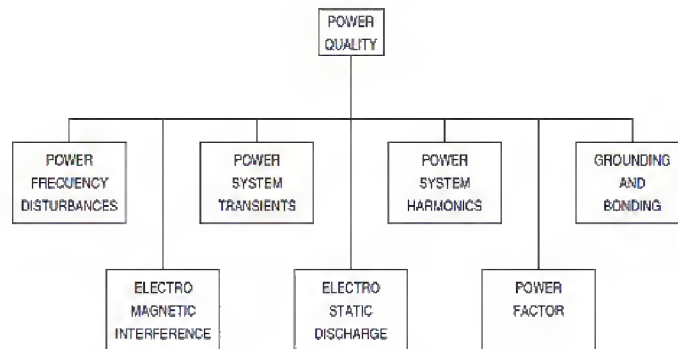 POWER
QUALITY
POWER
FREQUENCY
DISTURBANCES
POWER
SYSTEM
TRANSIENTS
POWER
SYSTEM
HARMONICS
GROUNDING
AND
BONDING
ELECTRO
MAGNETIC
INTERFERENCE
ELECTRO
STATIC
DISCHARGE
POWER
FACTOR